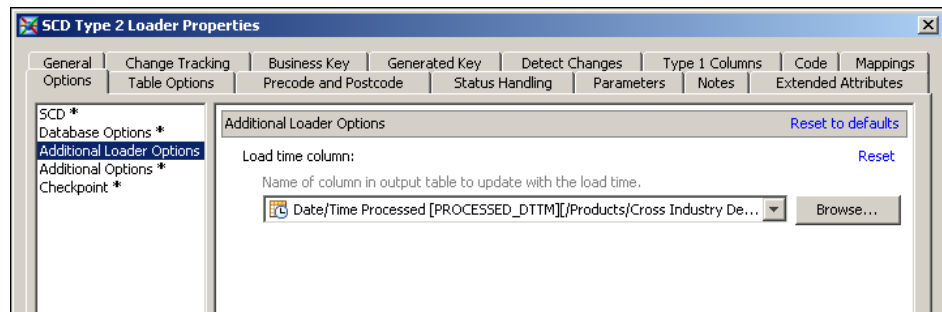 SCD Type 2 Loader Properties
General Change Tracking Business Key Generated Key Detect Changes Type 1 Columns Code Mappings
Options Table Options Precode and Postcode Status Handling Parameters Notes Extended Attributes
SCD *
Database Options *
Additional Loader Options
Additional Options *
Checkpoint *
Additional Loader Options Reset to defaults
Load time column: Reset
Name of column in output table to update with the load time.
Date/Time Processed [PROCESSED_DTTM][/Products/Cross Industry De... Browse...